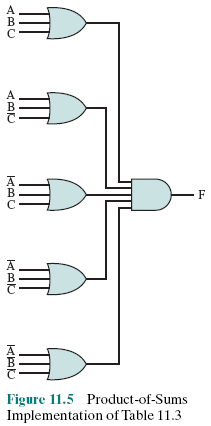 A
B
C
A
B
C̅
A̅
B
C
F
A̅
B
C̅
A̅
B̅
C̅
Figure 11.5 Product-of-Sums
Implementation of Table 11.3